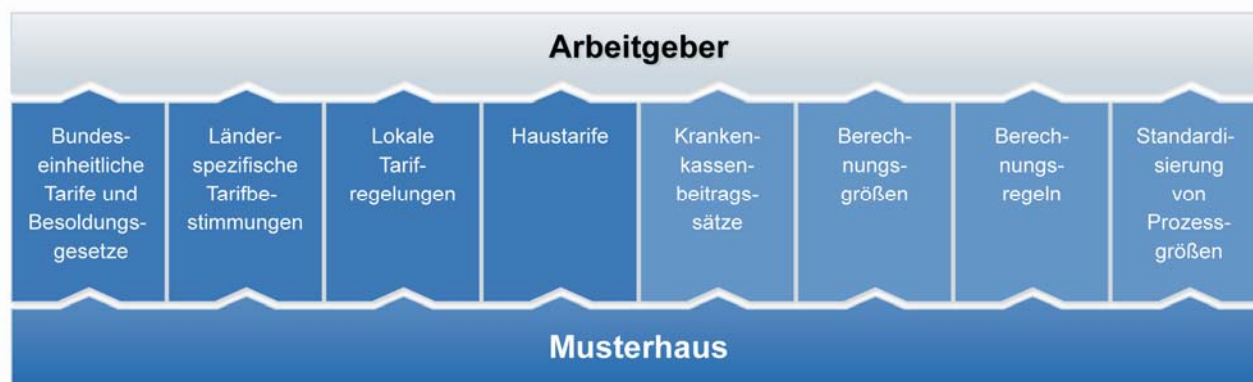 Arbeitgeber
Bundes-
einheitliche
Tarife und
Besoldungs-
gesetze
Länder-
spezifische
Tarifbe-
stimmungen
Lokale
Tarif-
regelungen
Haustarife
Kranken-
kassen-
beitrags-
sätze
Berech-
nungs-
größen
Berech-
nungs-
regeln
Standardi-
sierung
von
Prozess-
größen
Musterhaus